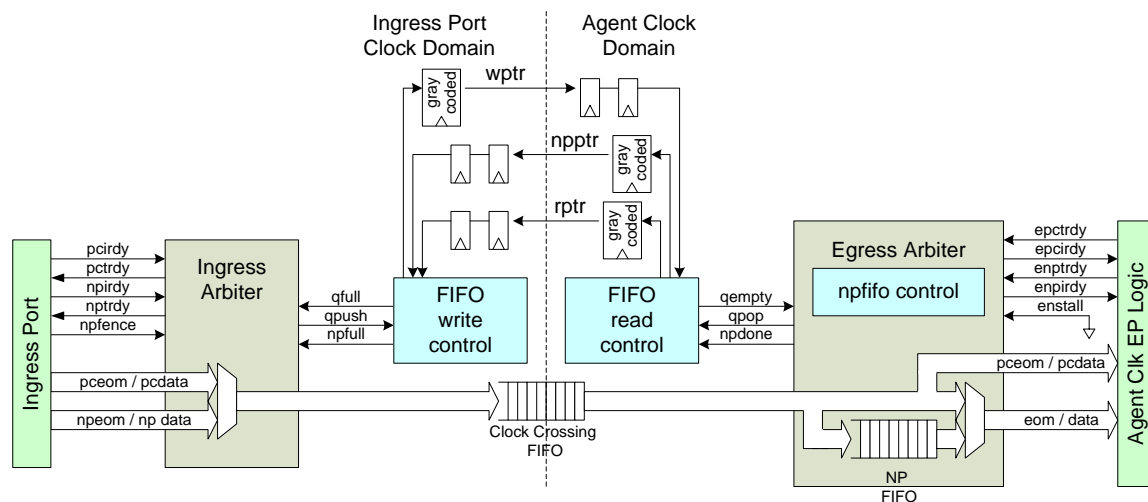 Ingress Port
Clock Domain
Agent Clock
Domain
gray
coded
wptr
npptr
gray
coded
rptr
gray
coded
Ingress Port
pcirdy
pctrdy
npirdy
nptrdy
npfence
pceom / pcdata
npeom / np data
Ingress
Arbiter
qfull
qpush
npfull
FIFO
write
control
FIFO
read
control
qempty
qpop
npdone
Egress Arbiter
npfifo control
epctrdy
epcirdy
enptrdy
enpirdy
enstall
pceom / pcdata
eom / data
Agent Clk EP Logic
Clock Crossing
FIFO
NP
FIFO